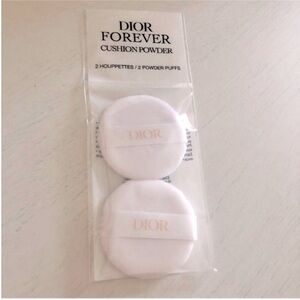 DIOR
FOREVER
CUSHION POWDER
2 HOUPPETTES / 2 POWDER PUFFS
DIOR
DIOR